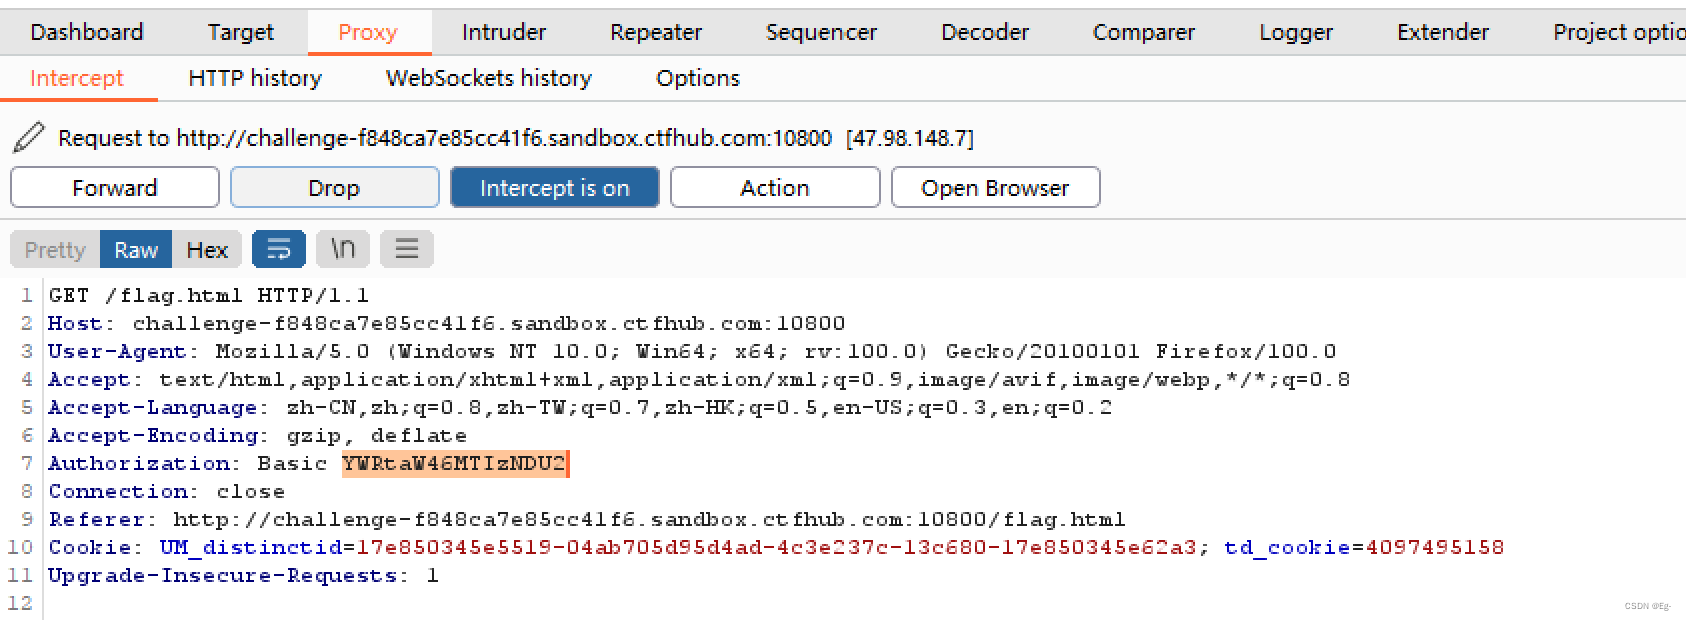 Dashboard Target Proxy Intruder Repeater Sequencer Decoder Comparer Logger Extender Project optio
Intercept HTTP history WebSockets history Options
Request to http://challenge-f848ca7e85cc41f6.sandbox.ctfhub.com:10800 [47.98.148.7]
Forward Drop Intercept is on Action Open Browser
Pretty Raw Hex \n
1 GET /flag.html HTTP/1.1
2 Host: challenge-f848ca7e85cc41f6.sandbox.ctfhub.com:10800
3 User-Agent: Mozilla/5.0 (Windows NT 10.0; Win64; x64; rv:100.0) Gecko/20100101 Firefox/100.0
4 Accept: text/html,application/xhtml+xml,application/xml;q=0.9,image/avif,image/webp,*/*;q=0.8
5 Accept-Language: zh-CN,zh;q=0.8,zh-TW;q=0.7,zh-HK;q=0.5,en-US;q=0.3,en;q=0.2
6 Accept-Encoding: gzip, deflate
7 Authorization: Basic YWRtaW46MTIzNDU2
8 Connection: close
9 Referer: http://challenge-f848ca7e85cc41f6.sandbox.ctfhub.com:10800/flag.html
10 Cookie: UM_distinctid=17e850345e5519-04ab705d95d4ad-4c3e237c-13c680-17e850345e62a3; td_cookie=4097495158
11 Upgrade-Insecure-Requests: 1
12
CSDN @Eg-